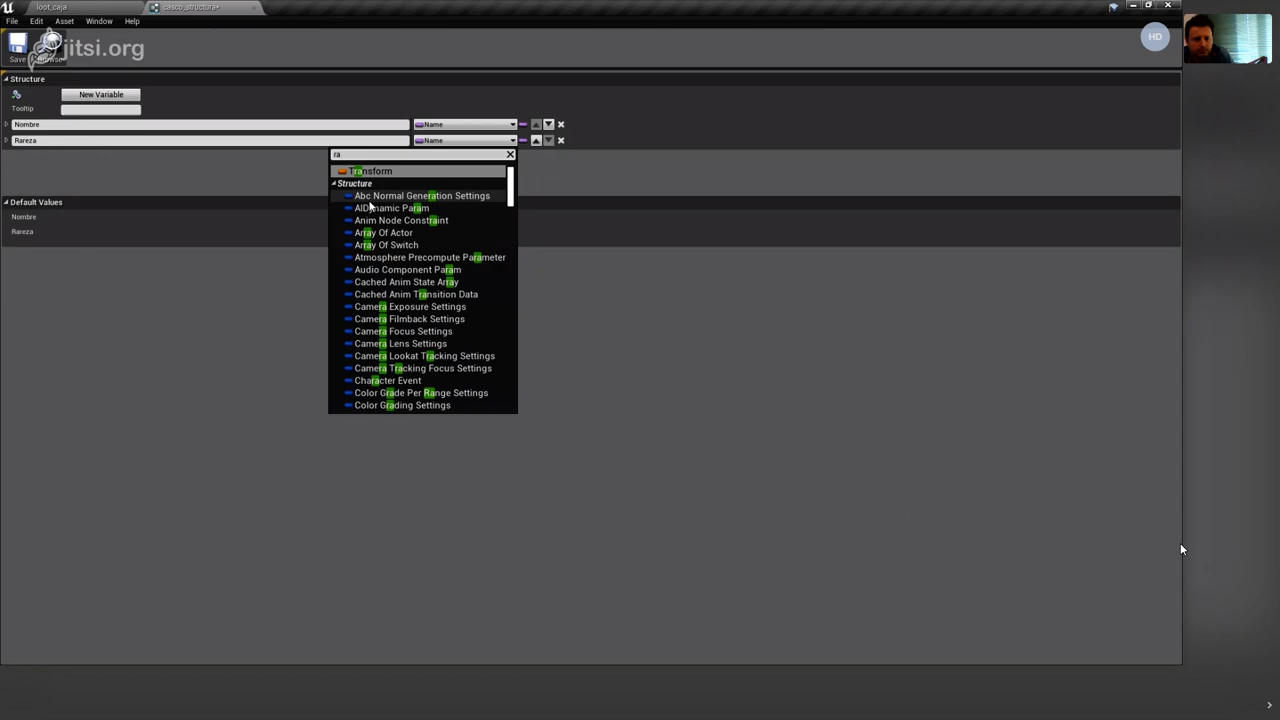 loot_caja
casco_structura*
File Edit Asset Window Help
jitsi.org
HD
Save
Structure
New Variable
Tooltip
Nombre Name
Rareza Name
ra
Transform
Structure
Abc Normal Generation Settings
AIDynamic Param
Anim Node Constraint
Array Of Actor
Array Of Switch
Atmosphere Precompute Parameter
Audio Component Param
Cached Anim State Array
Cached Anim Transition Data
Camera Exposure Settings
Camera Filmback Settings
Camera Focus Settings
Camera Lens Settings
Camera Lookat Tracking Settings
Camera Tracking Focus Settings
Character Event
Color Grade Per Range Settings
Color Grading Settings
Default Values
Nombre
Rareza